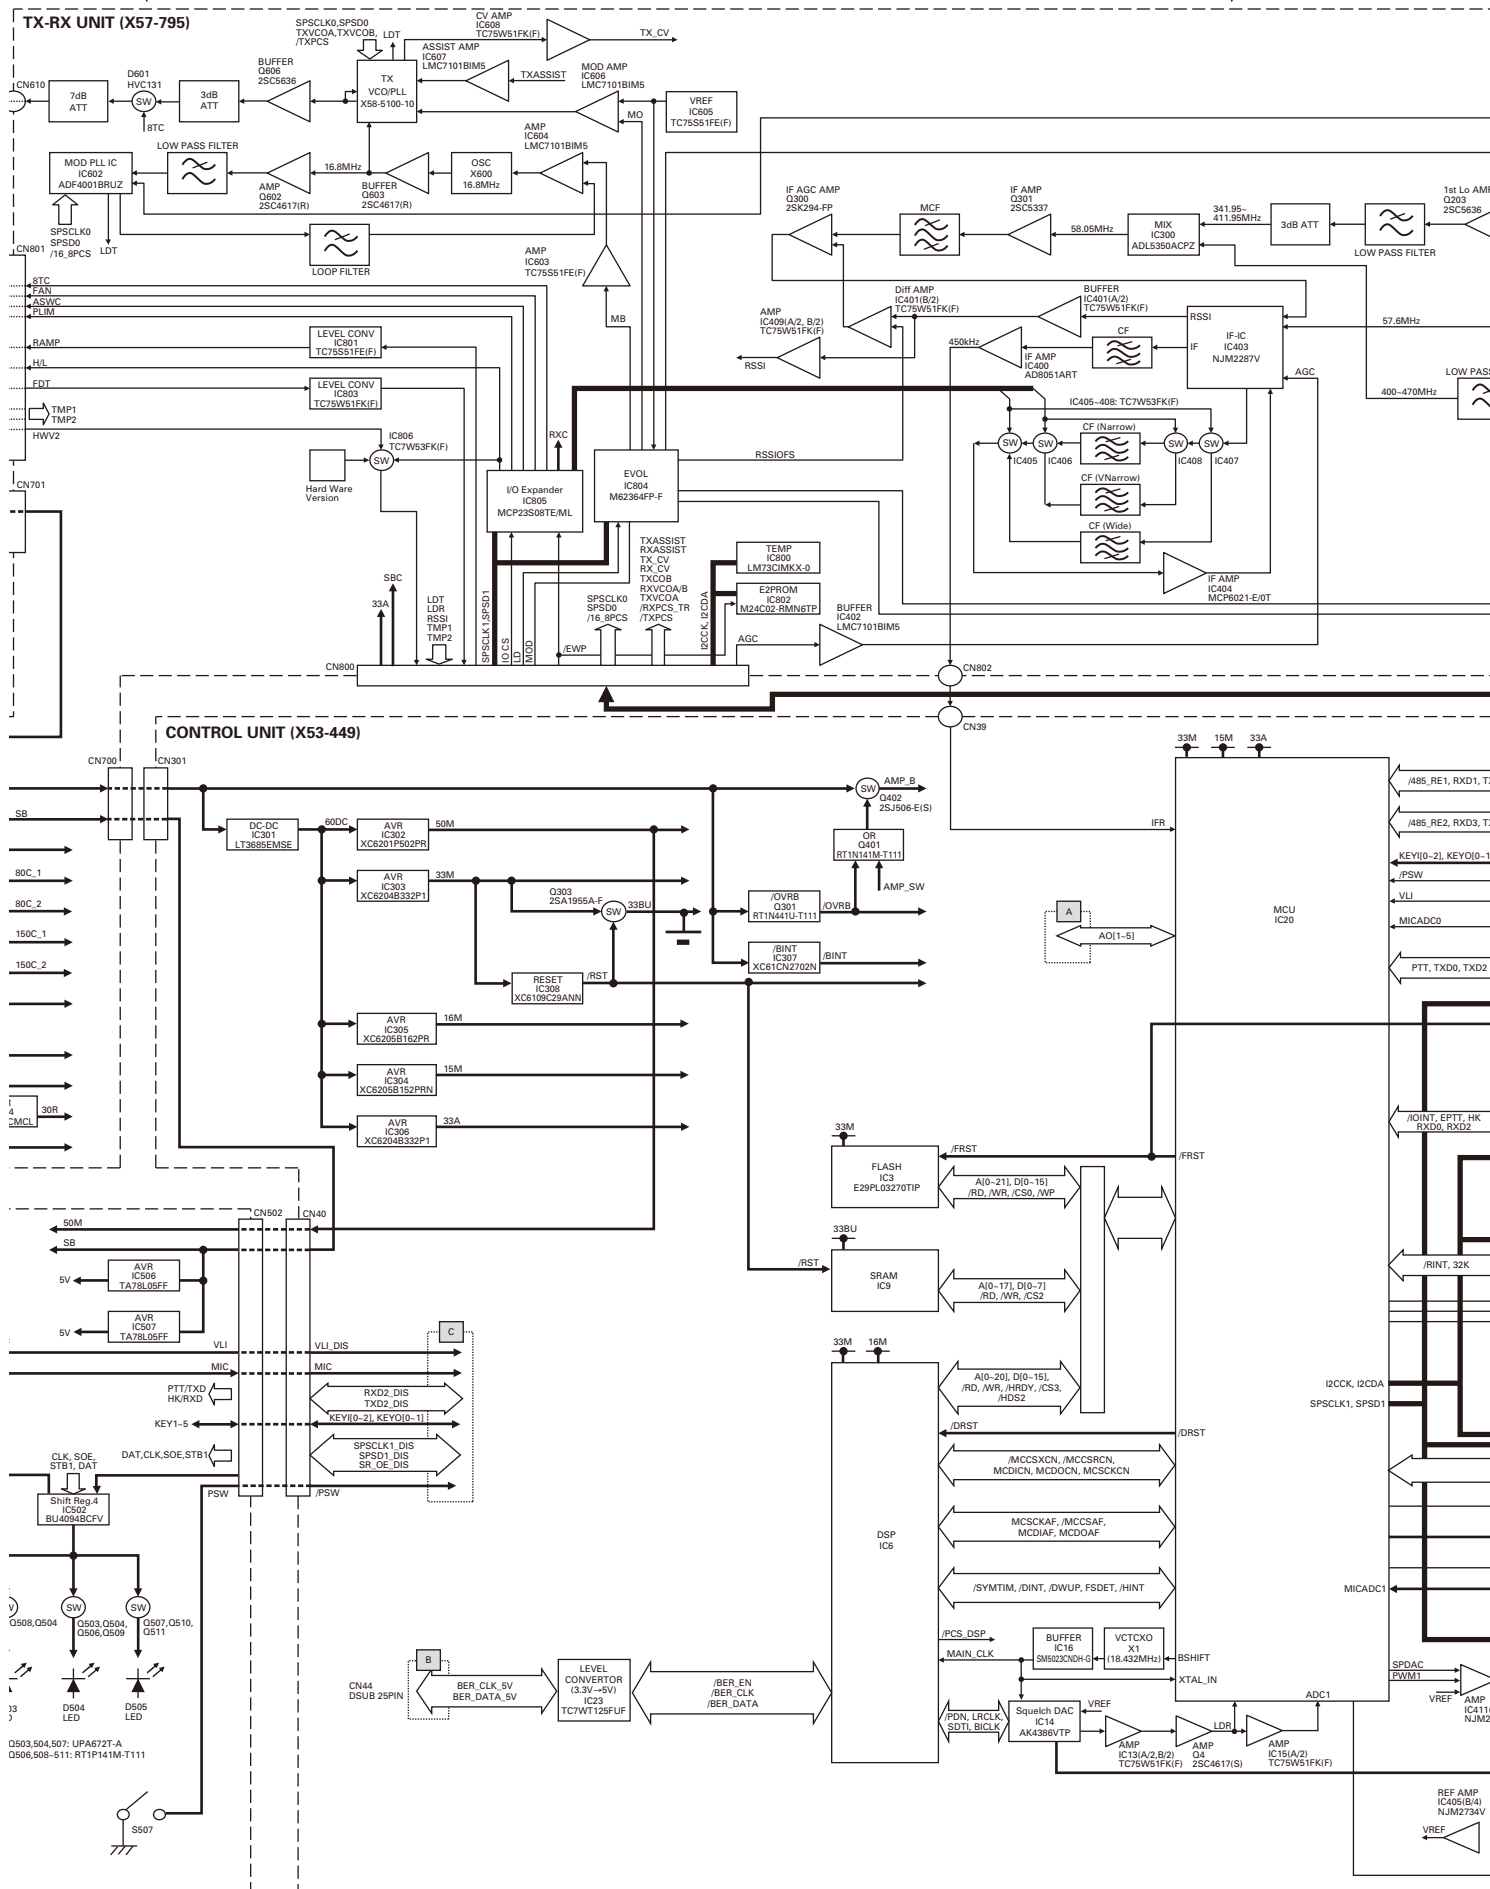 TX-RX UNIT (X57-795)
SPSCLK0,SPSD0
TXVCOA,TXVCOB,
/TXPCS
LDT
CV AMP
IC608
TC75W51FK(F)
TX_CV
ASSIST AMP
IC607
LMC7101BIM5
TXASSIST
MOD AMP
IC606
LMC7101BIM5
BUFFER
Q606
2SC5636
D601
HVC131
CN610
7dB
ATT
SW
3dB
ATT
8TC
TX
VCO/PLL
X58-5100-10
VREF
IC605
TC75S51FE(F)
MO
AMP
IC604
LMC7101BIM5
LOW PASS FILTER
MOD PLL IC
IC602
ADF4001BRUZ
16.8MHz
AMP
Q602
2SC4617(R)
BUFFER
Q603
2SC4617(R)
OSC
X600
16.8MHz
SPSCLK0
SPSD0
/16_8PCS
LDT
LOOP FILTER
AMP
IC603
TC75S51FE(F)
IF AGC AMP
Q300
2SK294-FP
MCF
IF AMP
Q301
2SC5337
58.05MHz
MIX
IC300
ADL5350ACPZ
341.95~
411.95MHz
3dB ATT
LOW PASS FILTER
1st Lo AMP
Q203
2SC5636
CN801
8TC
FAN
ASWC
PLIM
RAMP
H/L
FDT
TMP1
TMP2
HWV2
LEVEL CONV
IC801
TC75S51FE(F)
LEVEL CONV
IC803
TC75W51FK(F)
MB
AMP
IC409(A/2, B/2)
TC75W51FK(F)
RSSI
Diff AMP
IC401(B/2)
TC75W51FK(F)
BUFFER
IC401(A/2)
TC75W51FK(F)
450kHz
IF AMP
IC400
AD8051ART
CF
RSSI
IF
IF-IC
IC403
NJM2287V
57.6MHz
AGC
400~470MHz
LOW PASS
IC405~408: TC7W53FK(F)
CF (Narrow)
SW
SW
SW
SW
IC405
IC406
IC408
IC407
CF (VNarrow)
CF (Wide)
IF AMP
IC404
MCP6021-E/0T
IC806
TC7W53FK(F)
SW
Hard Ware
Version
RXC
I/O Expander
IC805
MCP23S08TE/ML
EVOL
IC804
M62364FP-F
RSSIOFS
CN701
TXASSIST
RXASSIST
TX_CV
RX_CV
TXCOB
RXVCOA/B
TXVCOA
/RXPCS_TR
/TXPCS
TEMP
IC800
LM73CIMKX-0
E2PROM
IC802
M24C02-RMN6TP
BUFFER
IC402
LMC7101BIM5
AGC
SBC
33A
LDT
LDR
RSSI
TMP1
TMP2
SPSCLK1,SPSD1
IO CS
LD
MOD
/EWP
SPSCLK0
SPSD0
/16_8PCS
I2CCK, I2CDA
CN800
CN802
CN39
CONTROL UNIT (X53-449)
CN700
CN301
SB
80C_1
80C_2
150C_1
150C_2
4
CMCL
30R
DC-DC
IC301
LT3685EMSE
60DC
AVR
IC302
XC6201P502PR
50M
AVR
IC303
XC6204B332P1
33M
Q303
2SA1955A-F
SW
33BU
RESET
IC308
XC6109C29ANN
/RST
AVR
IC305
XC6205B162PR
16M
AVR
IC304
XC6205B152PRN
15M
AVR
IC306
XC6204B332P1
33A
SW
AMP_B
Q402
2SJ506-E(S)
OR
Q401
RT1N141M-T111
AMP_SW
/OVRB
Q301
RT1N441U-T111
/OVRB
/BINT
IC307
XC61CN2702N
/BINT
33M
15M
33A
IFR
MCU
IC20
A
AO[1~5]
/485_RE1, RXD1, TX
/485_RE2, RXD3, TX
KEYI[0~2], KEYO[0~1
/PSW
VLI
MICADC0
PTT, TXD0, TXD2
/IOINT, EPTT, HK
RXD0, RXD2
/RINT, 32K
I2CCK, I2CDA
SPSCLK1, SPSD1
MICADC1
33M
FLASH
IC3
E29PL03270TIP
/FRST
/FRST
A[0~21], D[0~15]
/RD, /WR, /CS0, /WP
33BU
/RST
SRAM
IC9
A[0~17], D[0~7]
/RD, /WR, /CS2
33M
16M
DSP
IC6
A[0~20], D[0~15],
/RD, /WR, /HRDY, /CS3,
/HDS2
/DRST
/DRST
/MCCSXCN, /MCCSRCN,
MCDICN, MCDOCN, MCSCKCN
MCSCKAF, /MCCSAF,
MCDIAF, MCDOAF
/SYMTIM, /DINT, /DWUP, FSDET, /HINT
/PCS_DSP
MAIN_CLK
BUFFER
IC16
SM5023CNDH-G
VCTCXO
X1
(18.432MHz)
BSHIFT
XTAL_IN
ADC1
/PDN, LRCLK,
SDTI, BICLK
Squelch DAC
IC14
AK4386VTP
VREF
AMP
IC13(A/2,B/2)
TC75W51FK(F)
AMP
Q4
2SC4617(S)
LDR
AMP
IC15(A/2)
TC75W51FK(F)
SPDAC
PWM1
VREF
AMP
IC411(
NJM2
REF AMP
IC405(B/4)
NJM2734V
VREF
CN502
CN40
50M
SB
5V
AVR
IC506
TA78L05FF
5V
AVR
IC507
TA78L05FF
VLI
VLI_DIS
MIC
MIC
C
PTT/TXD
HK/RXD
RXD2_DIS
TXD2_DIS
KEY1~5
KEYI[0~2], KEYO[0~1]
DAT,CLK,SOE,STB1
SPSCLK1_DIS
SPSD1_DIS
SR_OE_DIS
PSW
/PSW
CLK, SOE,
STB1, DAT
Shift Reg.4
IC502
BU4094BCFV
SW
SW
Q508,Q504
Q503,Q504,
Q506,Q509
Q507,Q510,
Q511
D504
LED
D505
LED
Q503,504,507: UPA672T-A
Q506,508~511: RT1P141M-T111
S507
B
CN44
DSUB 25PIN
BER_CLK_5V
BER_DATA_5V
LEVEL
CONVERTOR
(3.3V→5V)
IC23
TC7WT125FUF
/BER_EN
/BER_CLK
/BER_DATA